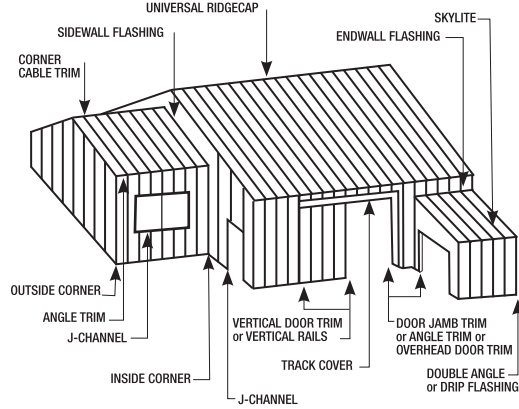 UNIVERSAL RIDGECAP
SKYLITE
SIDEWALL FLASHING
ENDWALL FLASHING
CORNER
CABLE TRIM
OUTSIDE CORNER
ANGLE TRIM
J-CHANNEL
VERTICAL DOOR TRIM
or VERTICAL RAILS
DOOR JAMB TRIM
or ANGLE TRIM or
OVERHEAD DOOR TRIM
TRACK COVER
INSIDE CORNER
DOUBLE ANGLE
or DRIP FLASHING
J-CHANNEL